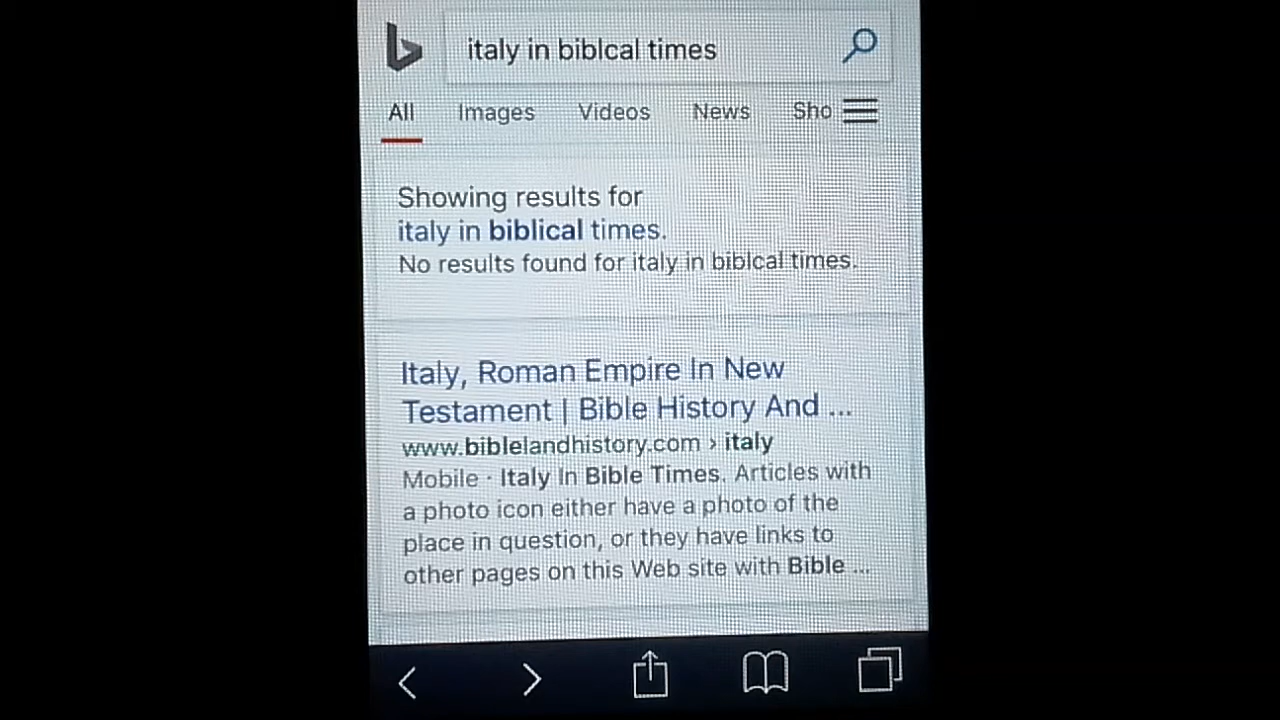 italy in biblcal times
All Images Videos News Sho
Showing results for
italy in biblical times.
No results found for italy in biblcal times.
Italy, Roman Empire In New
Testament | Bible History And ...
www.biblelandhistory.com › italy
Mobile · Italy In Bible Times. Articles with
a photo icon either have a photo of the
place in question, or they have links to
other pages on this Web site with Bible ...